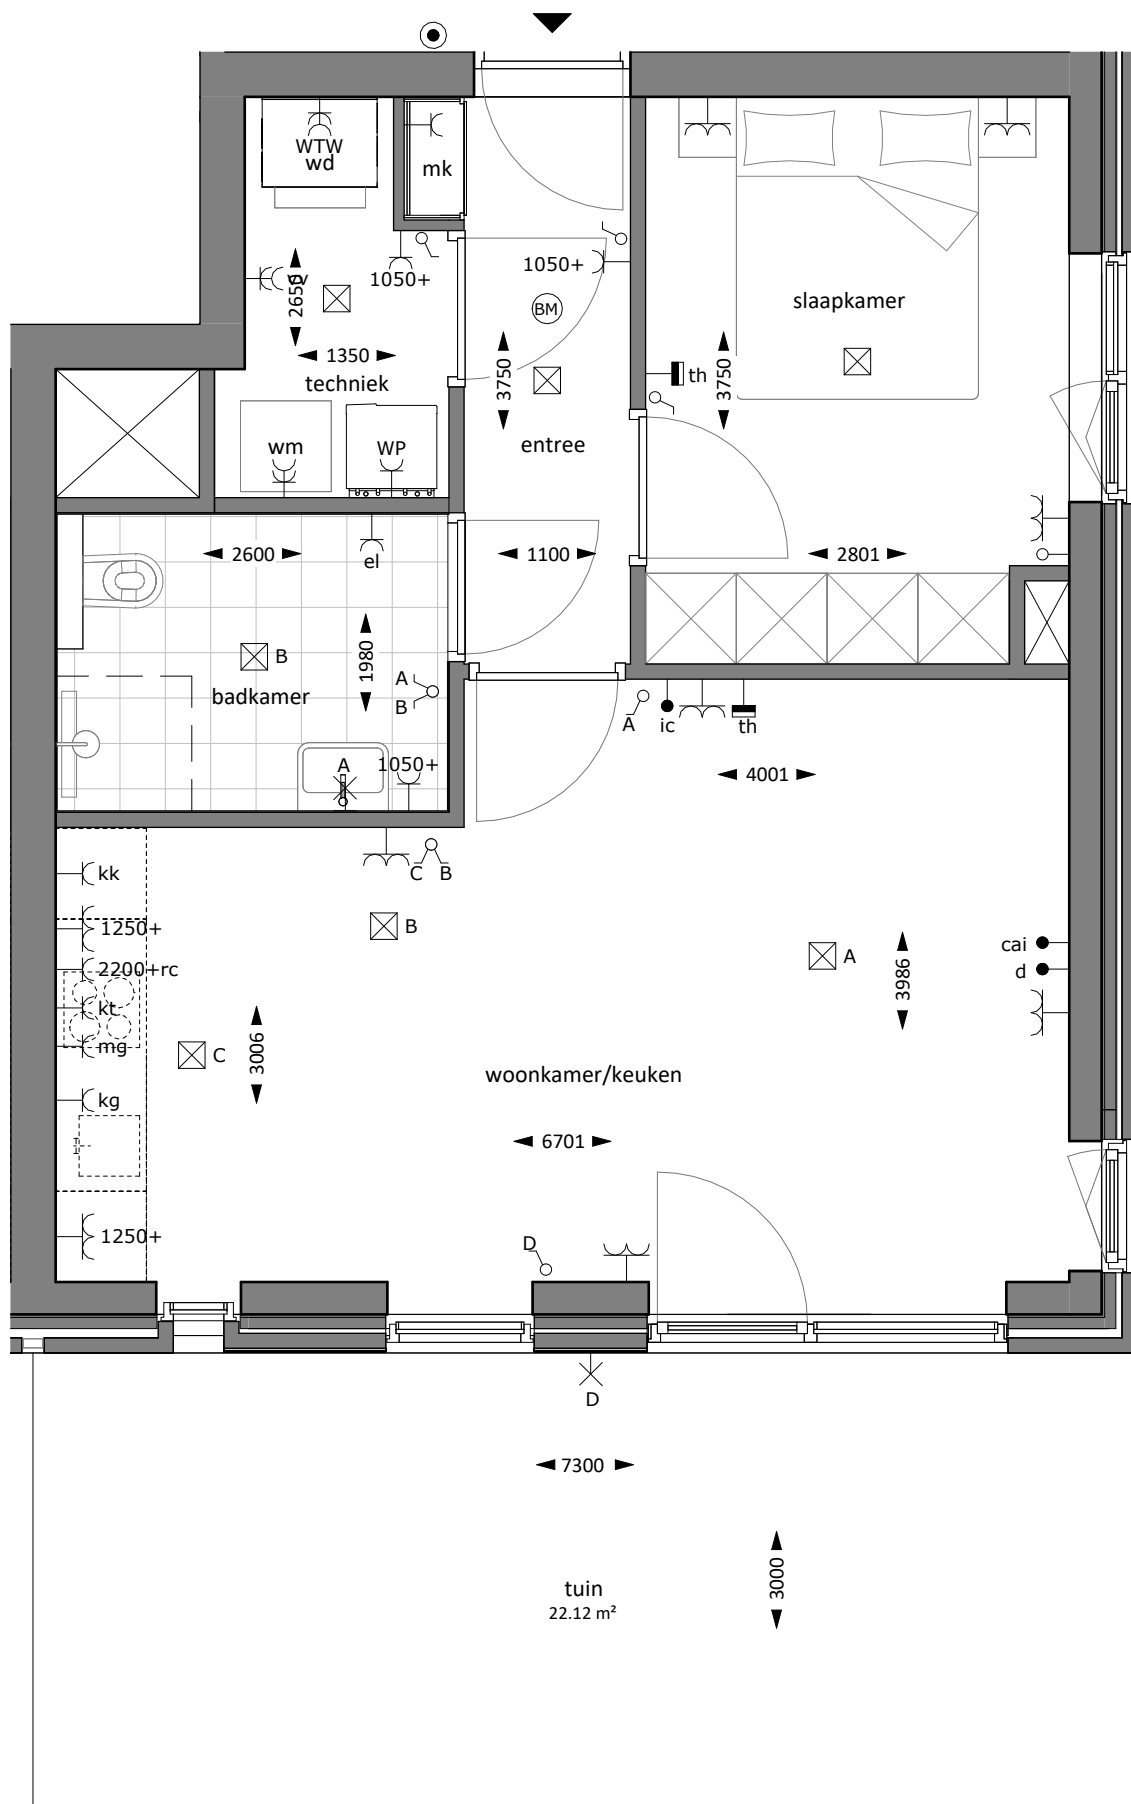 WTW
wd
mk
1050+
1050+
BM
2650
slaapkamer
1350
techniek
3750
th
3750
entree
wm
WP
2600
el
1100
2801
B
1980
badkamer
A
B
A
ic
th
A
1050+
4001
kk
C
B
1250+
B
A
cai
2200+rc
d
3986
kt
mg
C
3006
woonkamer/keuken
kg
6701
1250+
D
D
7300
3000
tuin
22.12 m²